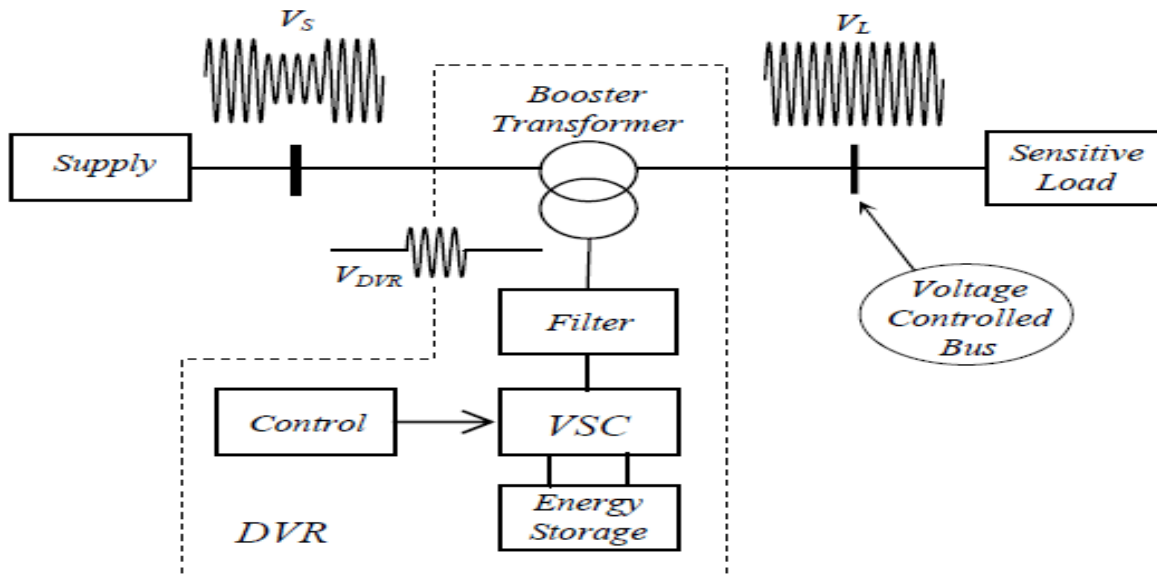 V_S
V_L
Booster
Transformer
Supply
Sensitive
Load
V_DVR
Voltage
Controlled
Bus
Filter
Control
VSC
Energy
Storage
DVR